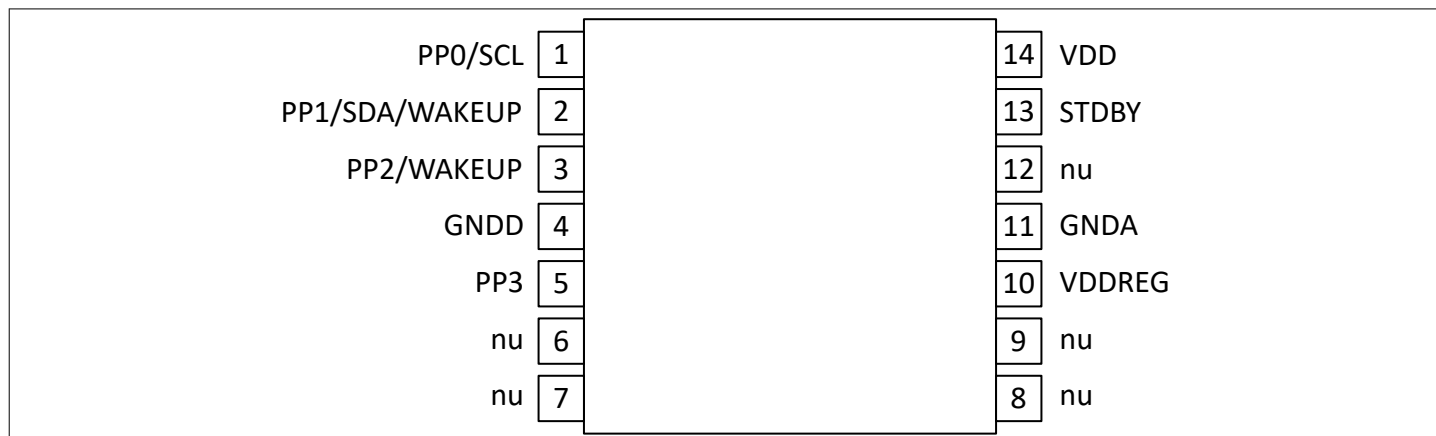 PP0/SCL 1 14 VDD
PP1/SDA/WAKEUP 2 13 STDBY
PP2/WAKEUP 3 12 nu
GNDD 4 11 GNDA
PP3 5 10 VDDREG
nu 6 9 nu
nu 7 8 nu